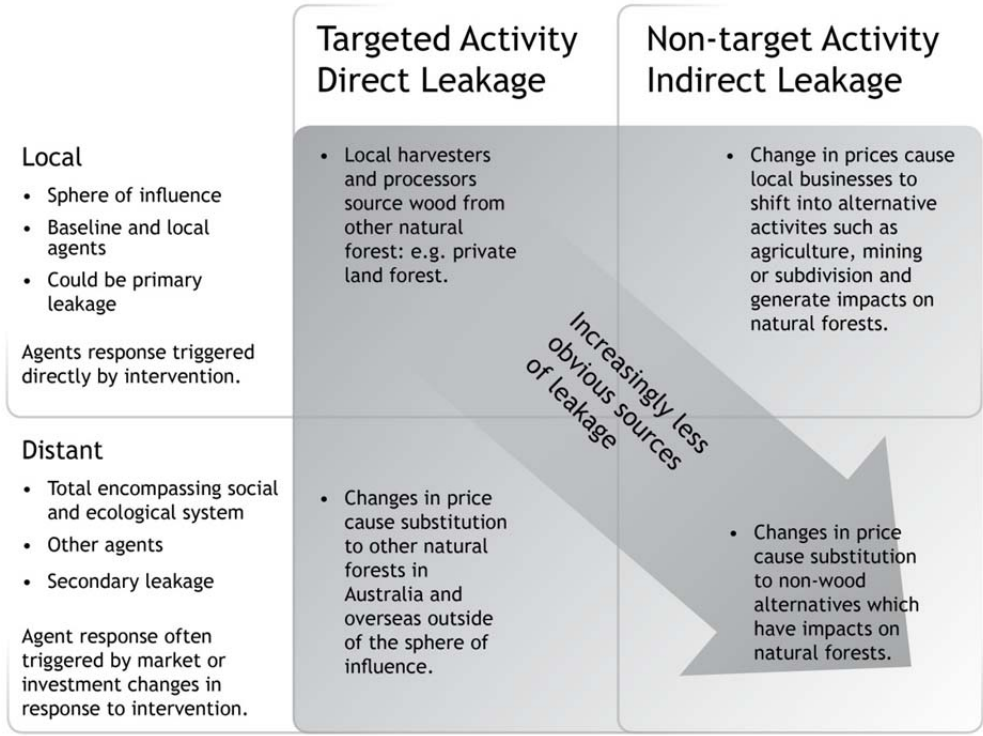 Targeted Activity
Direct Leakage
Non-target Activity
Indirect Leakage
Local
• Sphere of influence
• Baseline and local
agents
• Could be primary
leakage
Agents response triggered
directly by intervention.
• Local harvesters
and processors
source wood from
other natural
forest: e.g. private
land forest.
• Change in prices cause
local businesses to
shift into alternative
activites such as
agriculture, mining
or subdivision and
generate impacts on
natural forests.
Increasingly less
obvious sources
of leakage
Distant
• Total encompassing social
and ecological system
• Other agents
• Secondary leakage
Agent response often
triggered by market or
investment changes in
response to intervention.
• Changes in price
cause substitution
to other natural
forests in
Australia and
overseas outside
of the sphere of
influence.
• Changes in price
cause substitution
to non-wood
alternatives which
have impacts on
natural forests.